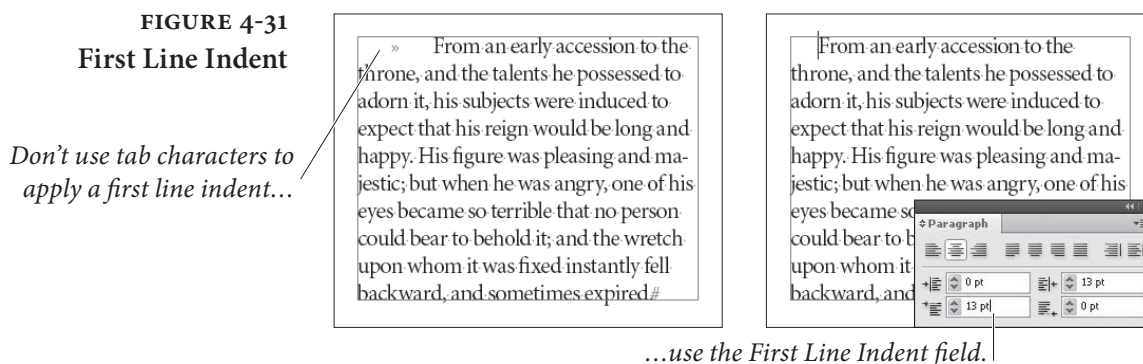 FIGURE 4-31
First Line Indent
Don't use tab characters to
apply a first line indent…
» From an early accession to the
throne, and the talents he possessed to
adorn it, his subjects were induced to
expect that his reign would be long and
happy. His figure was pleasing and ma-
jestic; but when he was angry, one of his
eyes became so terrible that no person
could bear to behold it; and the wretch
upon whom it was fixed instantly fell
backward, and sometimes expired#
From an early accession to the
throne, and the talents he possessed to
adorn it, his subjects were induced to
expect that his reign would be long and
happy. His figure was pleasing and ma-
jestic; but when he was angry, one of his
eyes became so
could bear to b
upon whom it
backward, and
Paragraph
0 pt 13 pt
13 pt 0 pt
…use the First Line Indent field.